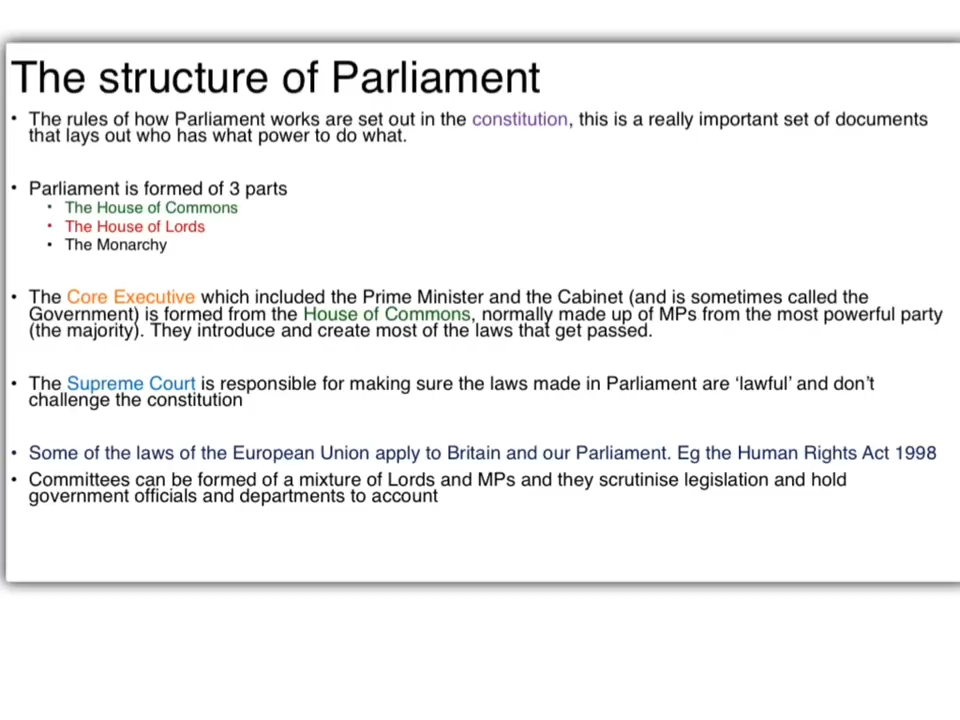 The structure of Parliament
• The rules of how Parliament works are set out in the constitution, this is a really important set of documents
that lays out who has what power to do what.
• Parliament is formed of 3 parts
• The House of Commons
• The House of Lords
• The Monarchy
• The Core Executive which included the Prime Minister and the Cabinet (and is sometimes called the
Government) is formed from the House of Commons, normally made up of MPs from the most powerful party
(the majority). They introduce and create most of the laws that get passed.
• The Supreme Court is responsible for making sure the laws made in Parliament are ‘lawful’ and don’t
challenge the constitution
• Some of the laws of the European Union apply to Britain and our Parliament. Eg the Human Rights Act 1998
• Committees can be formed of a mixture of Lords and MPs and they scrutinise legislation and hold
government officials and departments to account